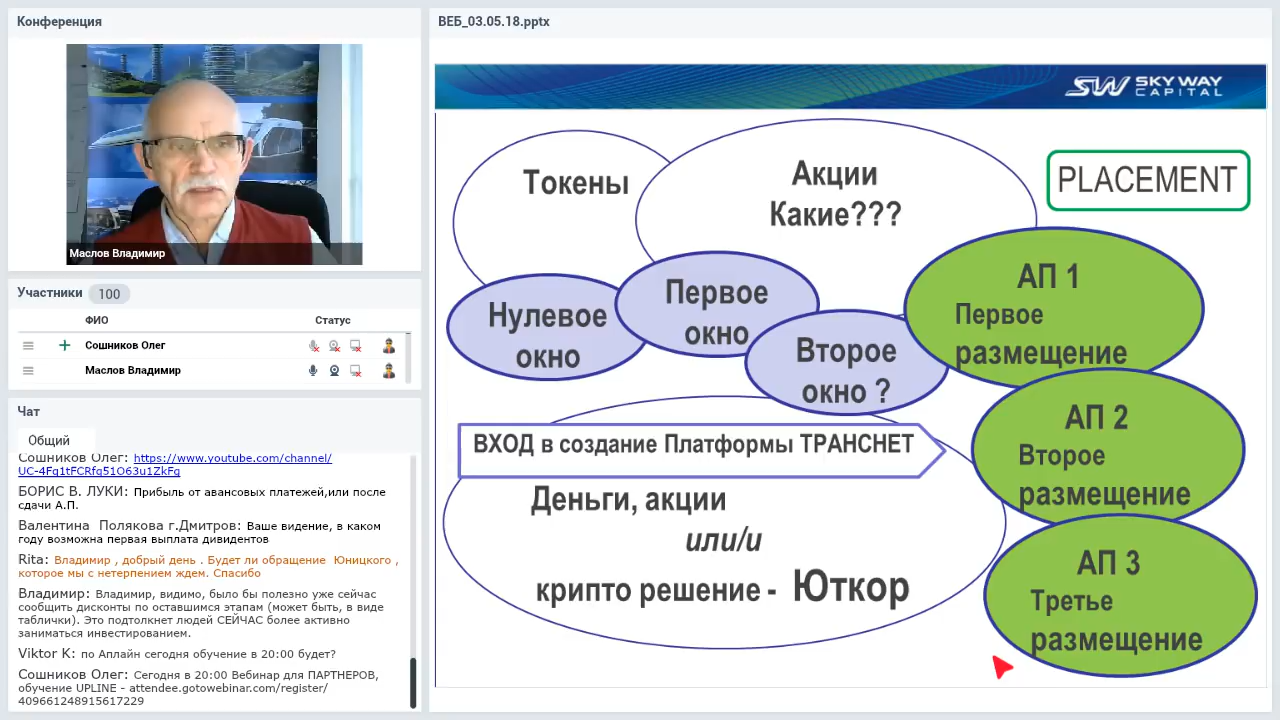 Конференция
Маслов Владимир
Участники 100
ФИО Статус
Сошников Олег
Маслов Владимир
Чат
Общий
Сошников Олег: https://www.youtube.com/channel/
UC-4Fq1tFCRfq51O63u1ZkFg
БОРИС В. ЛУКИ: Прибыль от авансовых платежей,или после
сдачи А.П.
Валентина Полякова г.Дмитров: Ваше видение, в каком
году возможна первая выплата дивидентов
Rita: Владимир , добрый день . Будет ли обращение Юницкого ,
которое мы с нетерпением ждем. Спасибо
Владимир: Владимир, видимо, было бы полезно уже сейчас
сообщить дисконты по оставшимся этапам (может быть, в виде
таблички). Это подтолкнет людей СЕЙЧАС более активно
заниматься инвестированием.
Viktor K: по Аплайн сегодня обучение в 20:00 будет?
Сошников Олег: Сегодня в 20:00 Вебинар для ПАРТНЕРОВ,
обучение UPLINE - attendee.gotowebinar.com/register/
409661248915617229
ВЕБ_03.05.18.pptx
SW SKY WAY
CAPITAL
Токены
Акции
Какие???
PLACEMENT
Нулевое
окно
Первое
окно
Второе
окно ?
АП 1
Первое
размещение
АП 2
Второе
размещение
АП 3
Третье
размещение
ВХОД в создание Платформы ТРАНСНЕТ
Деньги, акции
или/и
крипто решение - Юткор